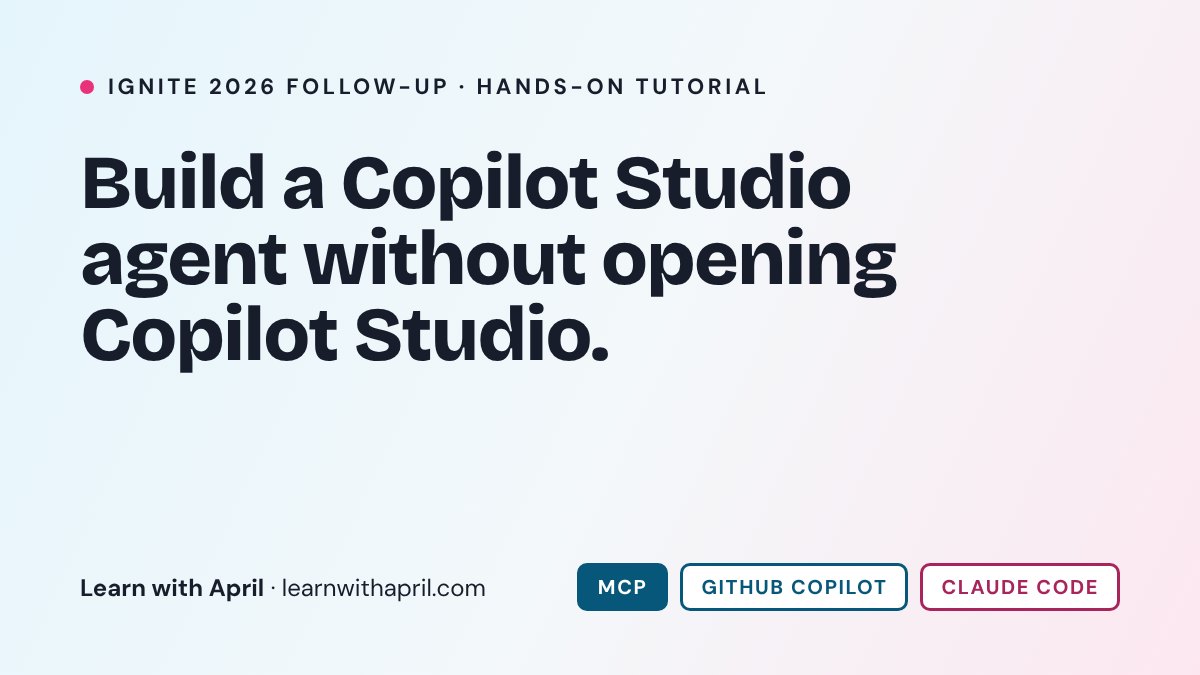 IGNITE 2026 FOLLOW-UP · HANDS-ON TUTORIAL
Build a Copilot Studio
agent without opening
Copilot Studio.
Learn with April · learnwithapril.com
MCP
GITHUB COPILOT
CLAUDE CODE